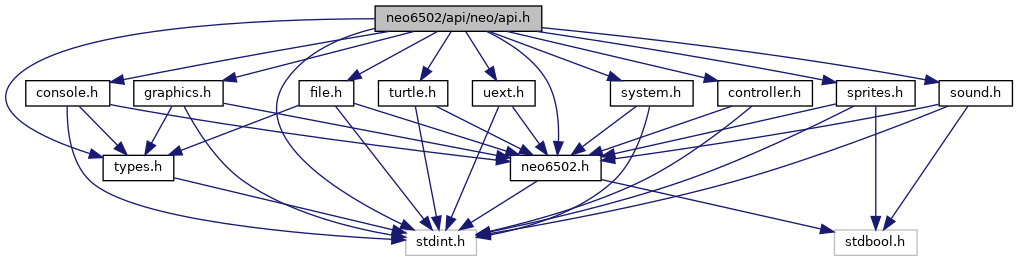 neo6502/api/neo/api.h
console.h
graphics.h
file.h
turtle.h
uext.h
system.h
controller.h
sprites.h
sound.h
types.h
neo6502.h
stdint.h
stdbool.h